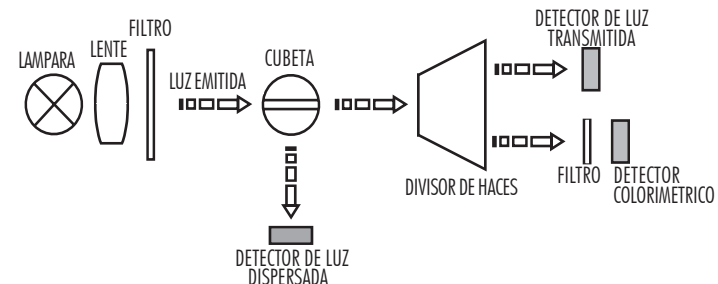 LAMPARA
LENTE
FILTRO
LUZ EMITIDA
CUBETA
DETECTOR DE LUZ
TRANSMITIDA
DIVISOR DE HACES
FILTRO
DETECTOR
COLORIMETRICO
DETECTOR DE LUZ
DISPERSADA